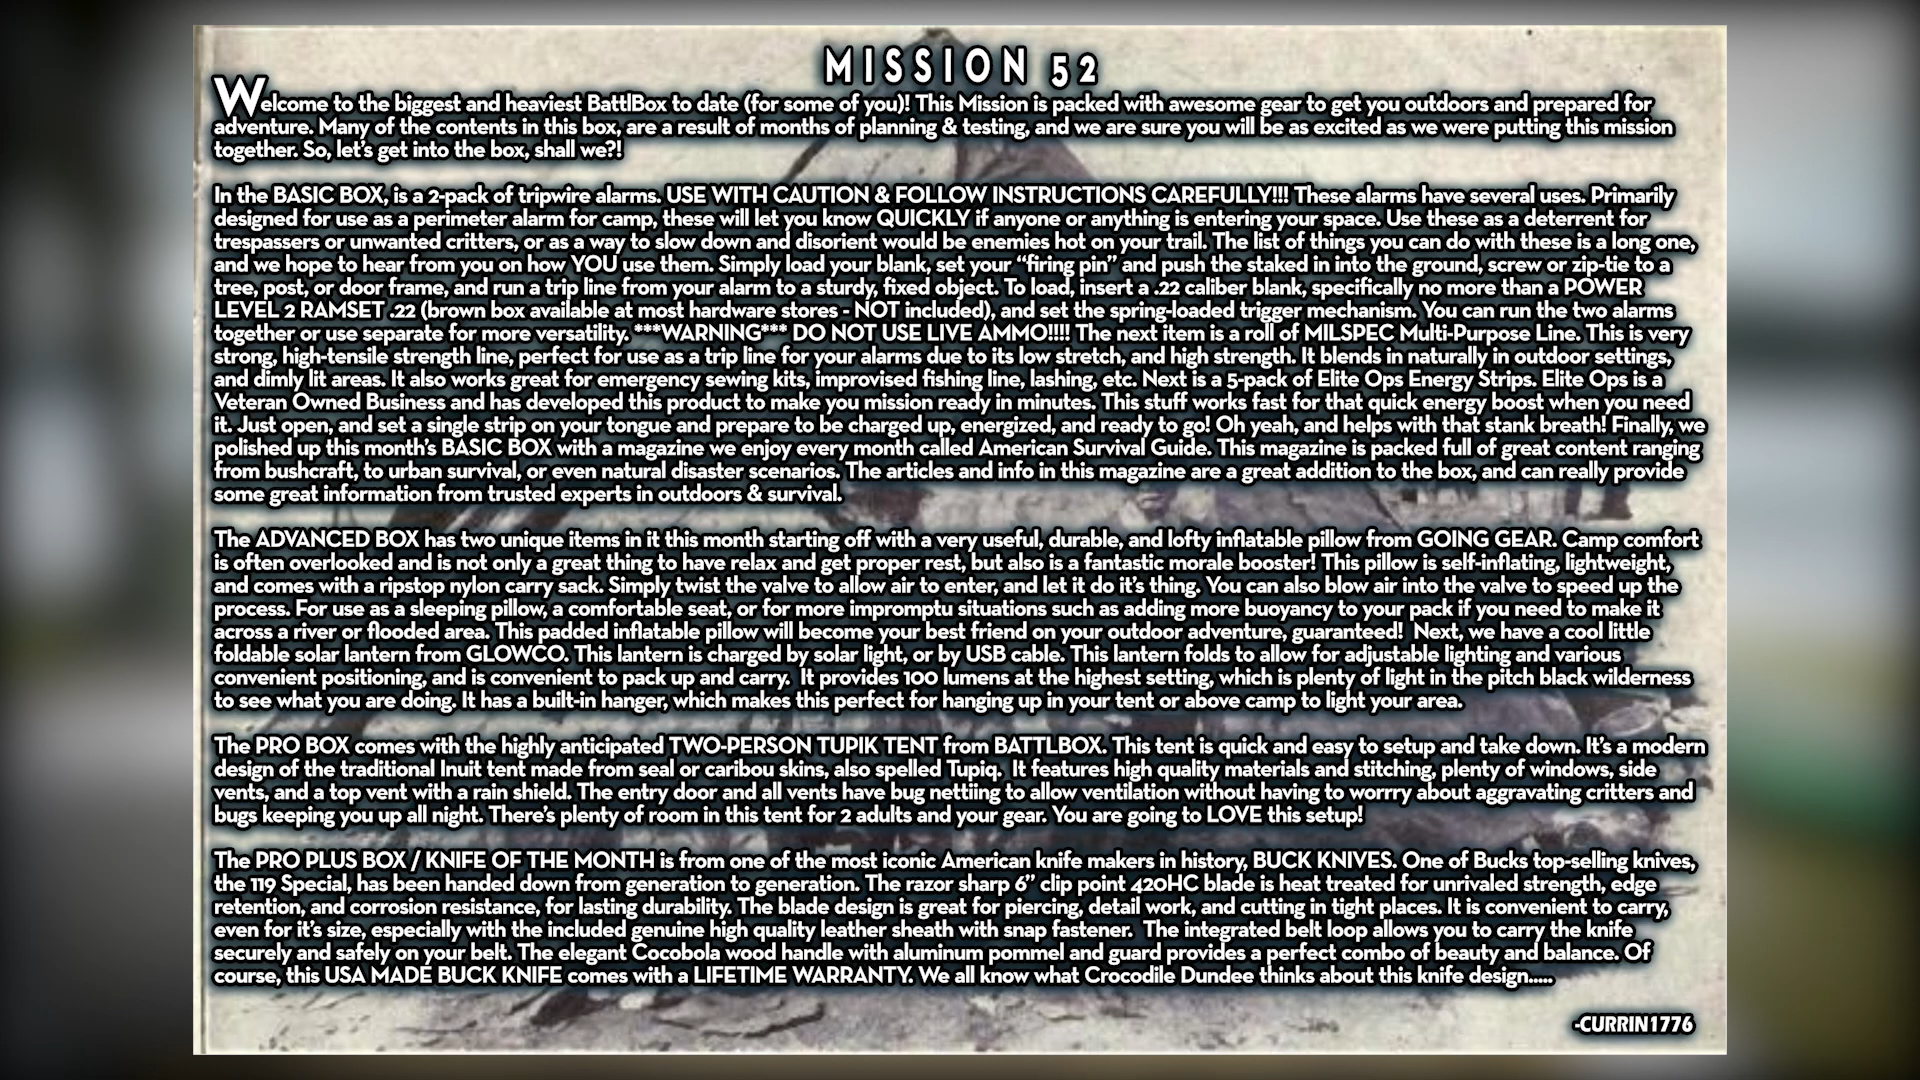 MISSION 52
Welcome to the biggest and heaviest BattlBox to date (for some of you)! This Mission is packed with awesome gear to get you outdoors and prepared for
adventure. Many of the contents in this box, are a result of months of planning & testing, and we are sure you will be as excited as we were putting this mission
together. So, let's get into the box, shall we?!
In the BASIC BOX, is a 2-pack of tripwire alarms. USE WITH CAUTION & FOLLOW INSTRUCTIONS CAREFULLY!!! These alarms have several uses. Primarily
designed for use as a perimeter alarm for camp, these will let you know QUICKLY if anyone or anything is entering your space. Use these as a deterrent for
trespassers or unwanted critters, or as a way to slow down and disorient would be enemies hot on your trail. The list of things you can do with these is a long one,
and we hope to hear from you on how YOU use them. Simply load your blank, set your “firing pin” and push the staked in into the ground, screw or zip-tie to a
tree, post, or door frame, and run a trip line from your alarm to a sturdy, fixed object. To load, insert a .22 caliber blank, specifically no more than a POWER
LEVEL 2 RAMSET .22 (brown box available at most hardware stores - NOT included), and set the spring-loaded trigger mechanism. You can run the two alarms
together or use separate for more versatility. ***WARNING*** DO NOT USE LIVE AMMO!!!! The next item is a roll of MILSPEC Multi-Purpose Line. This is very
strong, high-tensile strength line, perfect for use as a trip line for your alarms due to its low stretch, and high strength. It blends in naturally in outdoor settings,
and dimly lit areas. It also works great for emergency sewing kits, improvised fishing line, lashing, etc. Next is a 5-pack of Elite Ops Energy Strips. Elite Ops is a
Veteran Owned Business and has developed this product to make you mission ready in minutes. This stuff works fast for that quick energy boost when you need
it. Just open, and set a single strip on your tongue and prepare to be charged up, energized, and ready to go! Oh yeah, and helps with that stank breath! Finally, we
polished up this month's BASIC BOX with a magazine we enjoy every month called American Survival Guide. This magazine is packed full of great content ranging
from bushcraft, to urban survival, or even natural disaster scenarios. The articles and info in this magazine are a great addition to the box, and can really provide
some great information from trusted experts in outdoors & survival.
The ADVANCED BOX has two unique items in it this month starting off with a very useful, durable, and lofty inflatable pillow from GOING GEAR. Camp comfort
is often overlooked and is not only a great thing to have relax and get proper rest, but also is a fantastic morale booster! This pillow is self-inflating, lightweight,
and comes with a ripstop nylon carry sack. Simply twist the valve to allow air to enter, and let it do it's thing. You can also blow air into the valve to speed up the
process. For use as a sleeping pillow, a comfortable seat, or for more impromptu situations such as adding more buoyancy to your pack if you need to make it
across a river or flooded area. This padded inflatable pillow will become your best friend on your outdoor adventure, guaranteed! Next, we have a cool little
foldable solar lantern from GLOWCO. This lantern is charged by solar light, or by USB cable. This lantern folds to allow for adjustable lighting and various
convenient positioning, and is convenient to pack up and carry. It provides 100 lumens at the highest setting, which is plenty of light in the pitch black wilderness
to see what you are doing. It has a built-in hanger, which makes this perfect for hanging up in your tent or above camp to light your area.
The PRO BOX comes with the highly anticipated TWO-PERSON TUPIK TENT from BATTLBOX. This tent is quick and easy to setup and take down. It's a modern
design of the traditional Inuit tent made from seal or caribou skins, also spelled Tupiq. It features high quality materials and stitching, plenty of windows, side
vents, and a top vent with a rain shield. The entry door and all vents have bug nettiing to allow ventilation without having to worrry about aggravating critters and
bugs keeping you up all night. There's plenty of room in this tent for 2 adults and your gear. You are going to LOVE this setup!
The PRO PLUS BOX / KNIFE OF THE MONTH is from one of the most iconic American knife makers in history, BUCK KNIVES. One of Bucks top-selling knives,
the 119 Special, has been handed down from generation to generation. The razor sharp 6” clip point 420HC blade is heat treated for unrivaled strength, edge
retention, and corrosion resistance, for lasting durability. The blade design is great for piercing, detail work, and cutting in tight places. It is convenient to carry,
even for it's size, especially with the included genuine high quality leather sheath with snap fastener. The integrated belt loop allows you to carry the knife
securely and safely on your belt. The elegant Cocobola wood handle with aluminum pommel and guard provides a perfect combo of beauty and balance. Of
course, this USA MADE BUCK KNIFE comes with a LIFETIME WARRANTY. We all know what Crocodile Dundee thinks about this knife design.....
-CURRIN1776